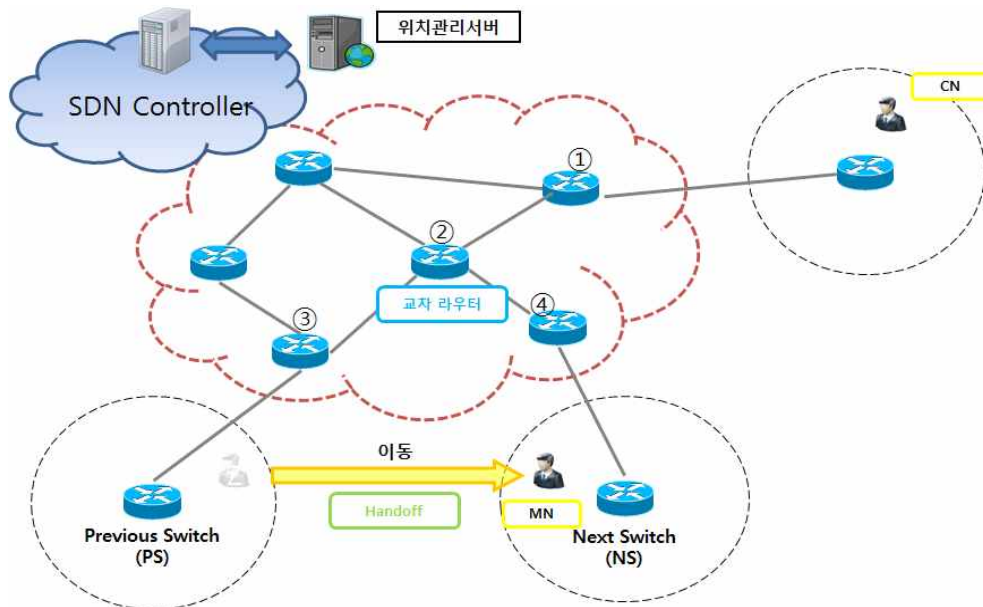 위치관리서버
SDN Controller
CN
①
②
교차 라우터
③
④
이동
Handoff
MN
Previous Switch
(PS)
Next Switch
(NS)